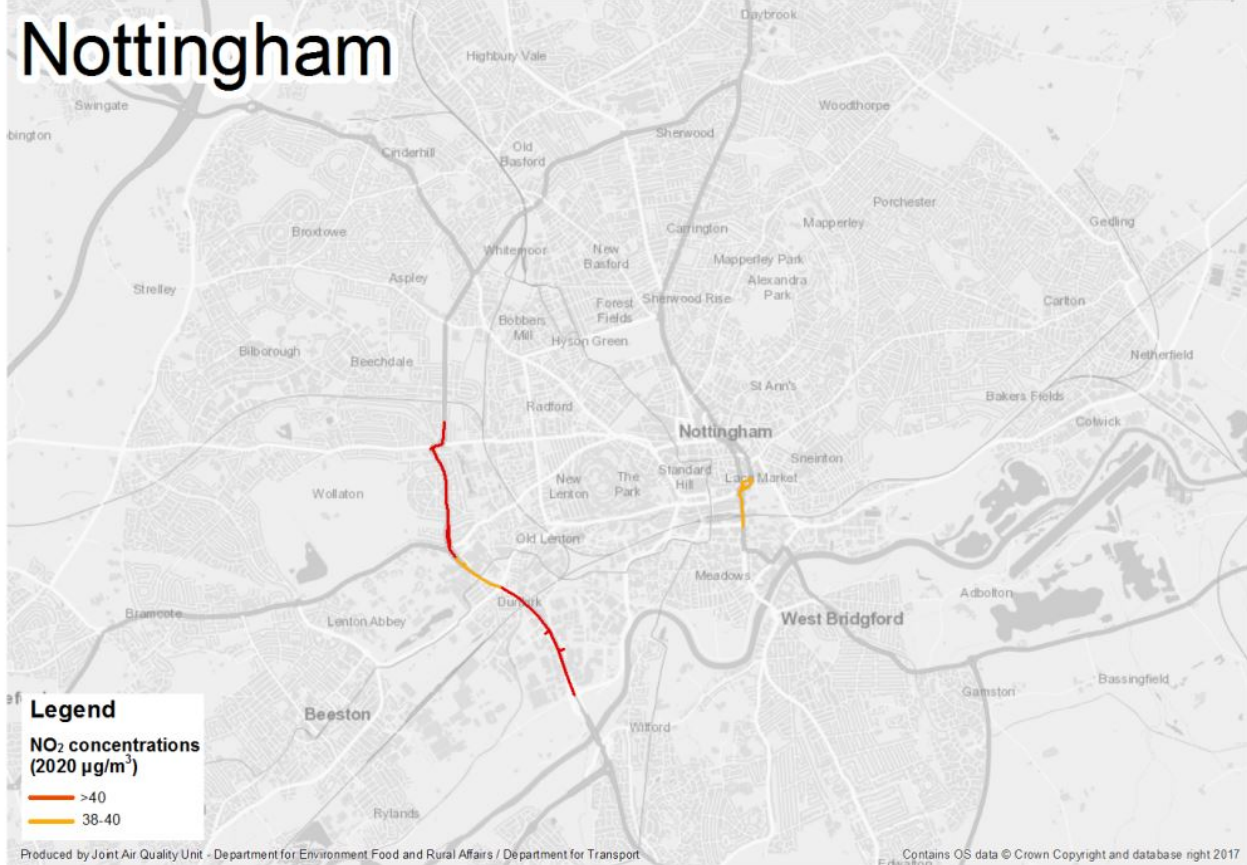 Nottingham
Daybrook
Highbury Vale
Swingate
Woodthorpe
Sherwood
Old
Basford
Cinderhill
Porchester
Carrington
Mapperley
Gedling
Broxtowe
Whitemoor
New
Basford
Mapperley Park
Aspley
Alexandra
Park
Strelley
Forest
Fields
Sherwood Rise
Carlton
Bobbers
Mill
Hyson Green
Bilborough
Beechdale
Netherfield
St Ann's
Bakers Fields
Radford
Colwick
Nottingham
Sneinton
Standard
Hill
The
Park
New
Lenton
Lace Market
Wollaton
Old Lenton
Meadows
Adbolton
Dunkirk
Bramcote
Lenton Abbey
West Bridgford
Bassingfield
Gamston
Beeston
Wilford
Legend
NO₂ concentrations
(2020 µg/m³)
>40
38-40
Rylands
Produced by Joint Air Quality Unit - Department for Environment Food and Rural Affairs / Department for Transport
Contains OS data © Crown Copyright and database right 2017